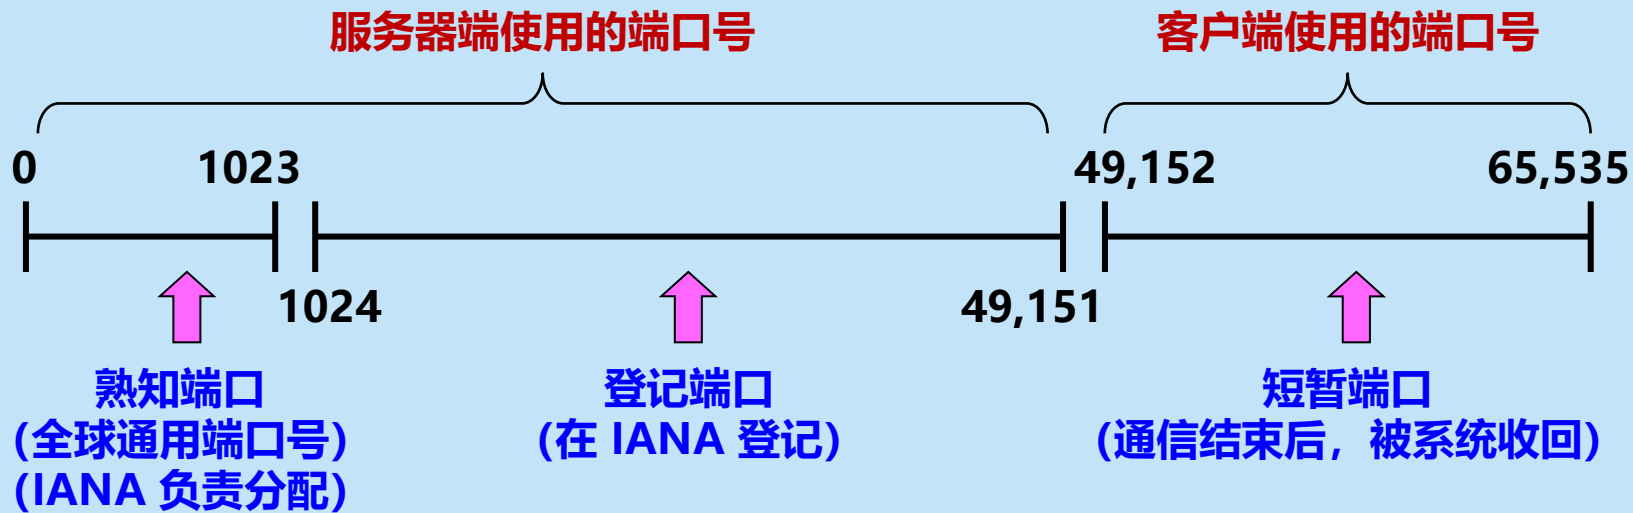 服务器端使用的端口号
客户端使用的端口号
0
1023
49,152
65,535
1024
49,151
熟知端口
(全球通用端口号)
(IANA 负责分配)
登记端口
(在 IANA 登记)
短暂端口
(通信结束后，被系统收回)